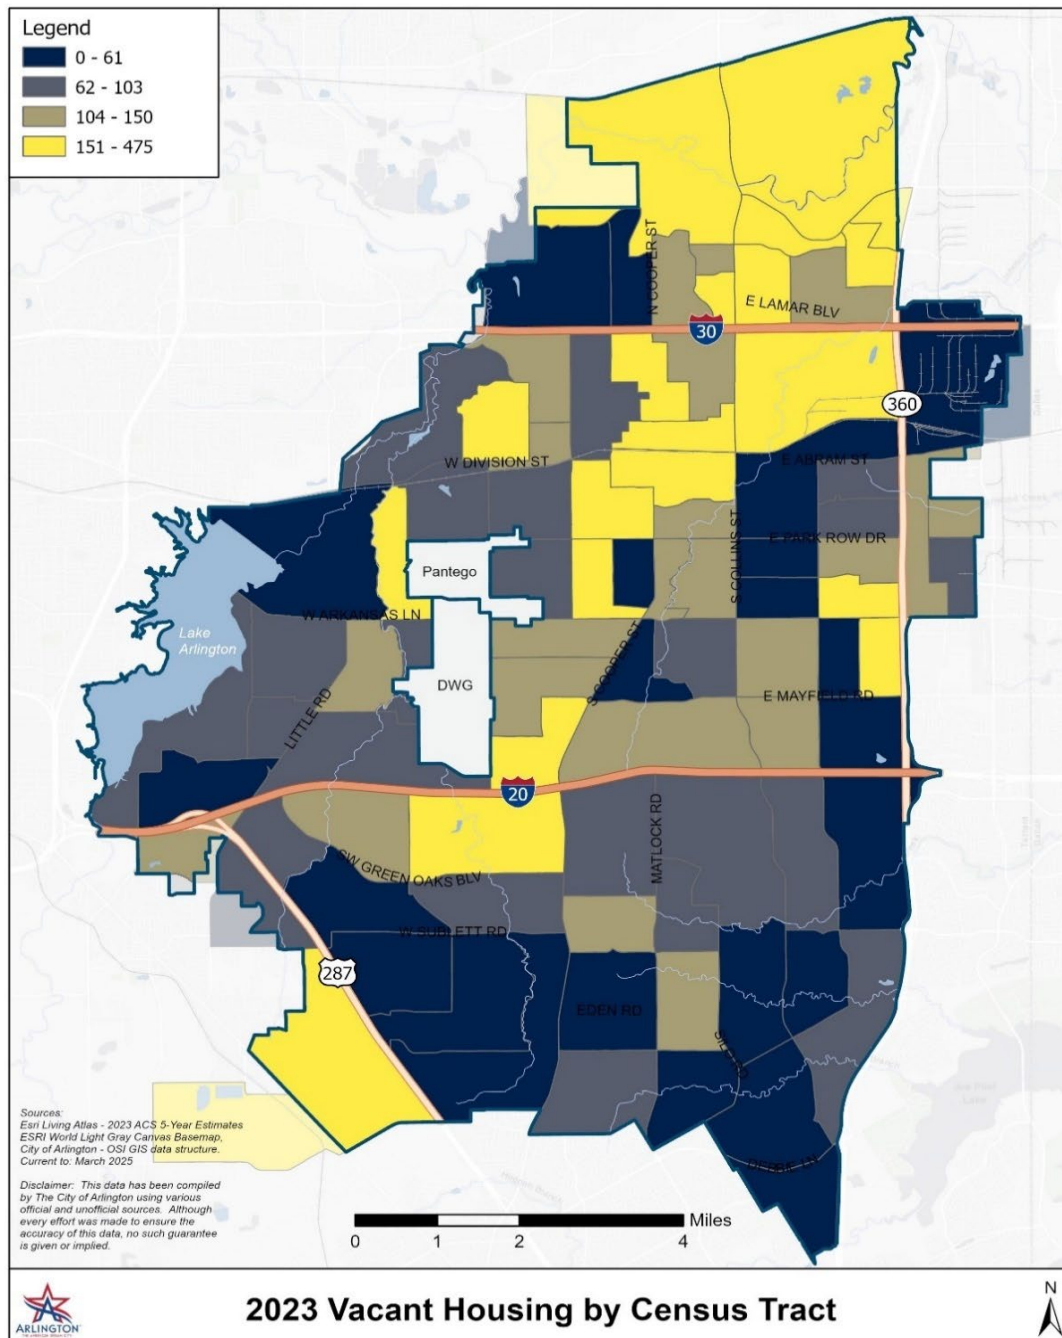 Legend
0 - 61
62 - 103
104 - 150
151 - 475
N COOPER ST
E LAMAR BLV
30
360
W DIVISION ST
E ABRAM ST
S COLLINS ST
E PARK ROW DR
Pantego
W ARKANSAS LN
Lake
Arlington
DWG
S COOPER ST
LITTLE RD
E MAYFIELD RD
20
MATLOCK RD
SW GREEN OAKS BLV
W SUBLETT RD
287
EDEN RD
DEBBIE LN
Sources:
Esri Living Atlas - 2023 ACS 5-Year Estimates
ESRI World Light Gray Canvas Basemap,
City of Arlington - OSI GIS data structure.
Current to: March 2025
Disclaimer: This data has been compiled
by The City of Arlington using various
official and unofficial sources. Although
every effort was made to ensure the
accuracy of this data, no such guarantee
is given or implied.
Miles
0 1 2 4
ARLINGTON
2023 Vacant Housing by Census Tract
N